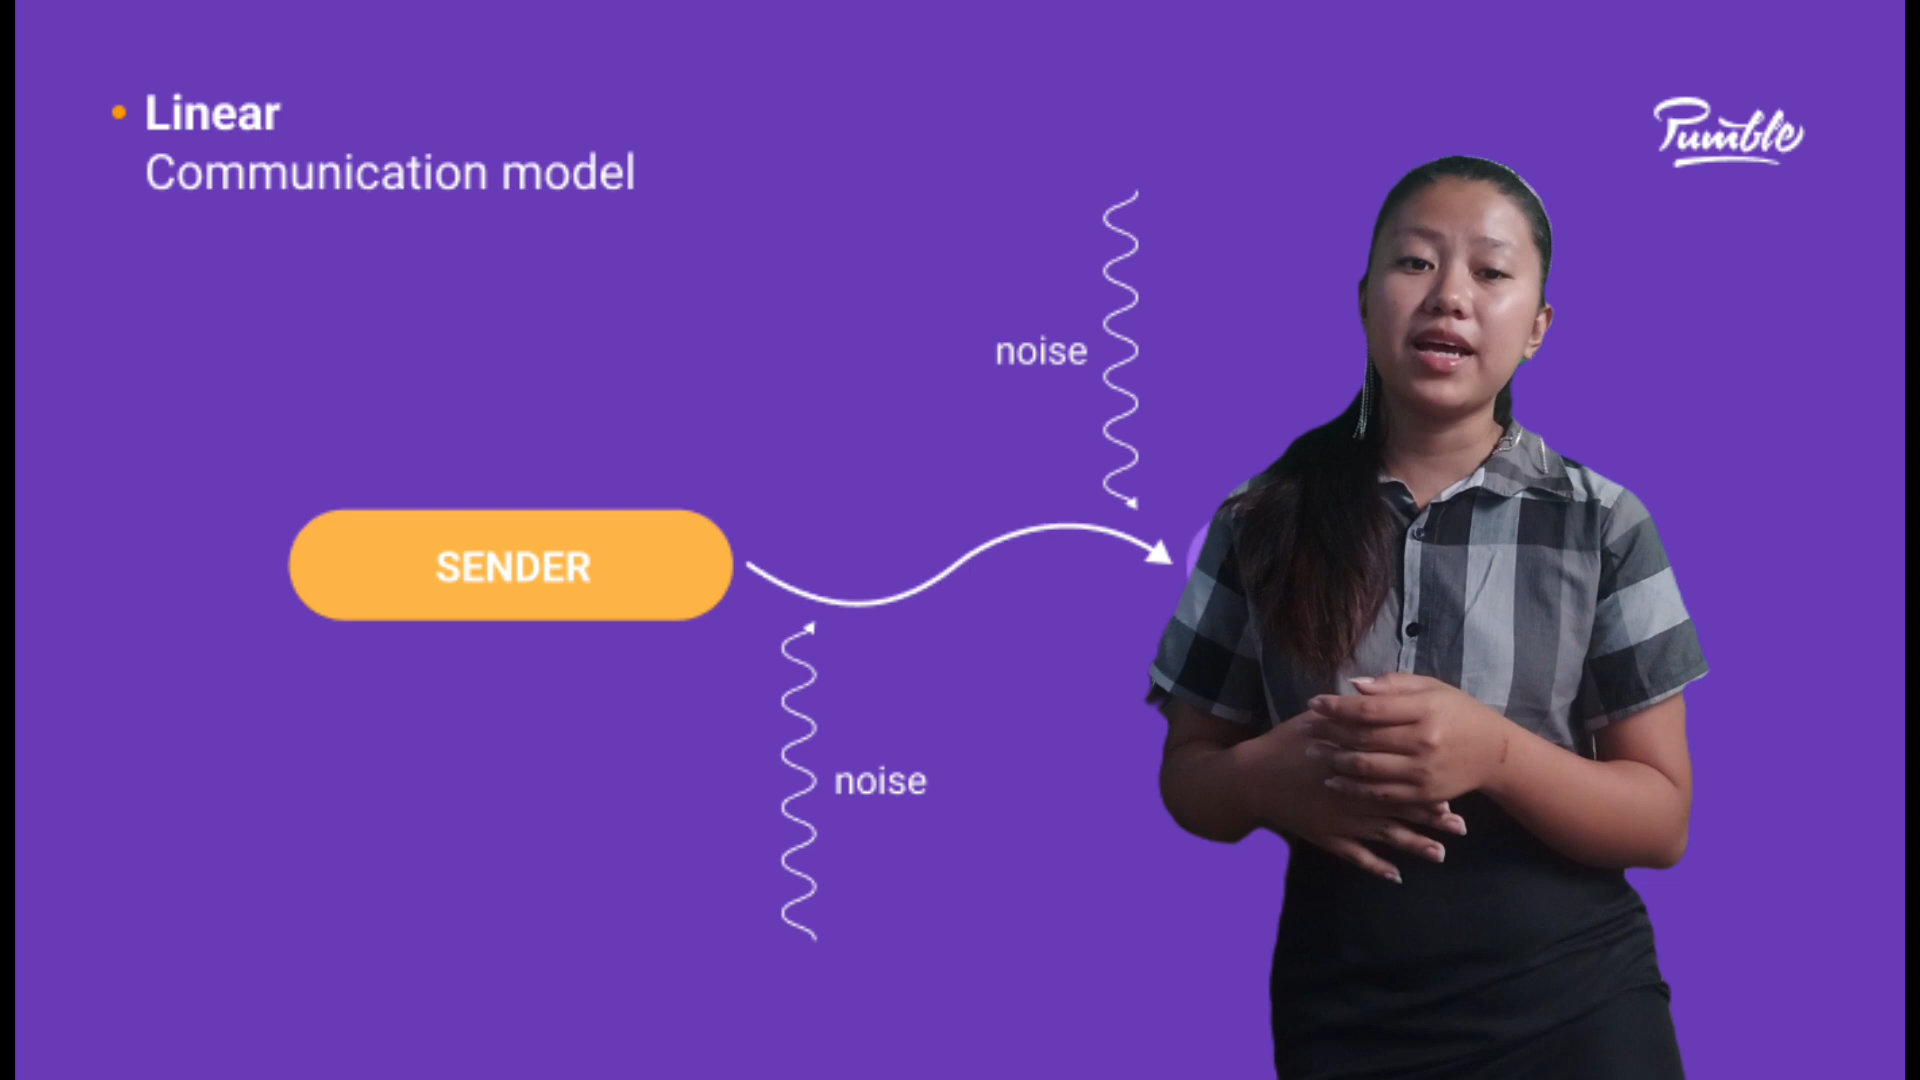 Linear
Communication model
Pumble
noise
SENDER
noise